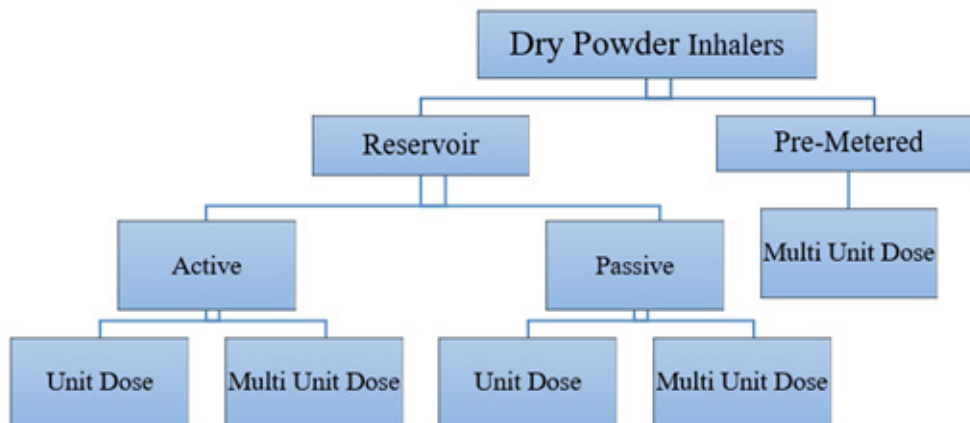 Dry Powder Inhalers
Reservoir
Pre-Metered
Active
Passive
Multi Unit Dose
Unit Dose
Multi Unit Dose
Unit Dose
Multi Unit Dose